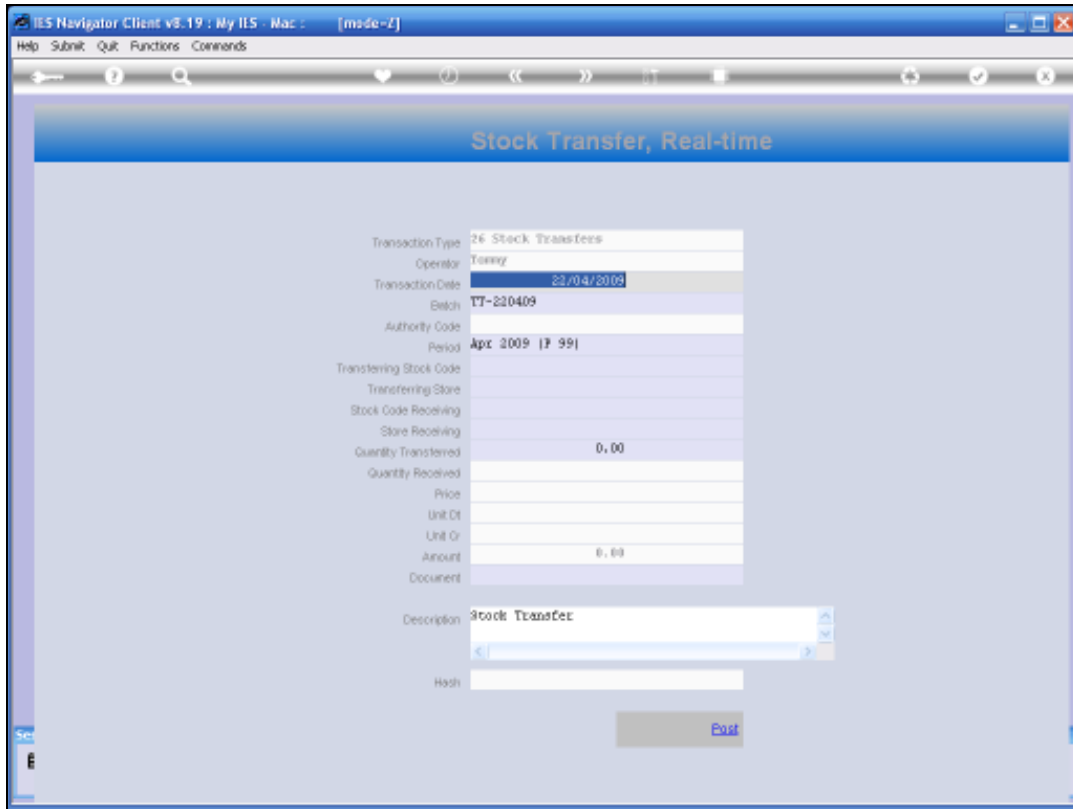 IES Navigator Client v8.19 : My IES - Mac : [mode=Z]
Help Submit Quit Functions Commands
Stock Transfer, Real-time
Transaction Type 26 Stock Transfers
Operator Tommy
Transaction Date 22/04/2009
Batch TT-220409
Authority Code
Period Apr 2009 (P 99)
Transferring Stock Code
Transferring Store
Stock Code Receiving
Store Receiving
Quantity Transferred 0.00
Quantity Received
Price
Unit Dt
Unit Cr
Amount 0.00
Document
Description Stock Transfer
Hash
Post